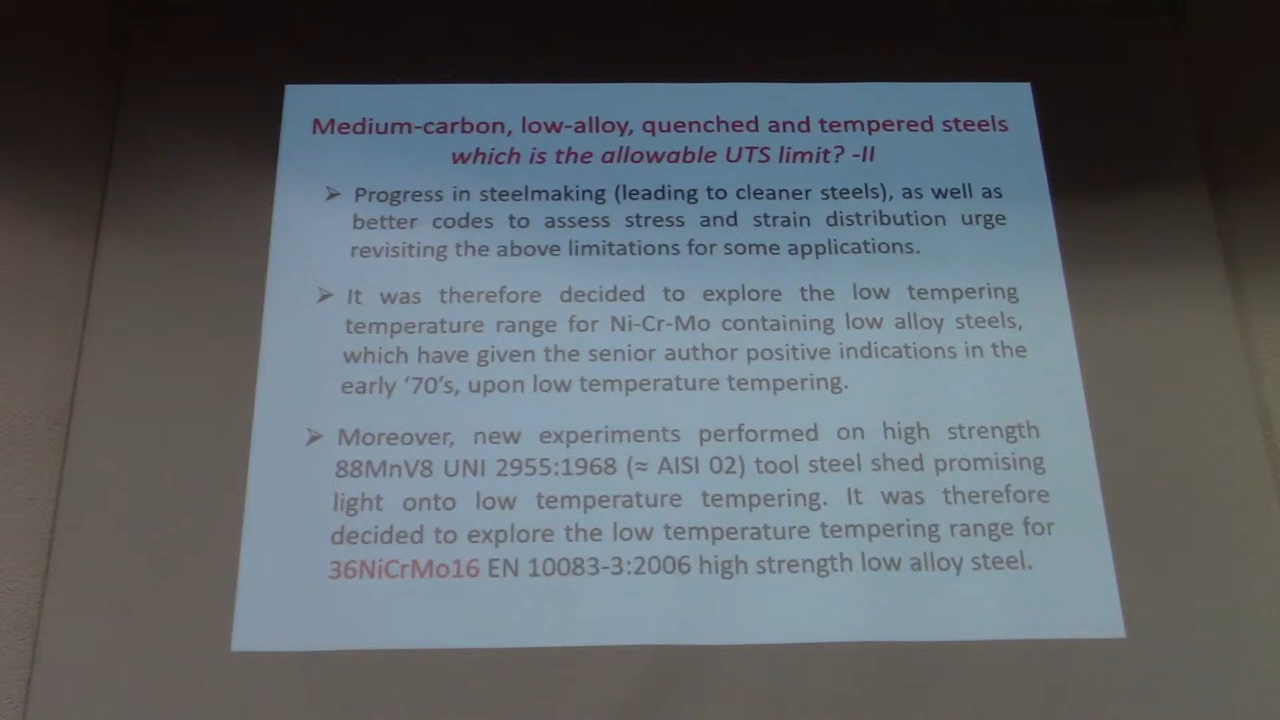 Medium-carbon, low-alloy, quenched and tempered steels
which is the allowable UTS limit? -II
➢ Progress in steelmaking (leading to cleaner steels), as well as
better codes to assess stress and strain distribution urge
revisiting the above limitations for some applications.
➢ It was therefore decided to explore the low tempering
temperature range for Ni-Cr-Mo containing low alloy steels,
which have given the senior author positive indications in the
early '70's, upon low temperature tempering.
➢ Moreover, new experiments performed on high strength
88MnV8 UNI 2955:1968 (≈ AISI 02) tool steel shed promising
light onto low temperature tempering. It was therefore
decided to explore the low temperature tempering range for
36NiCrMo16 EN 10083-3:2006 high strength low alloy steel.